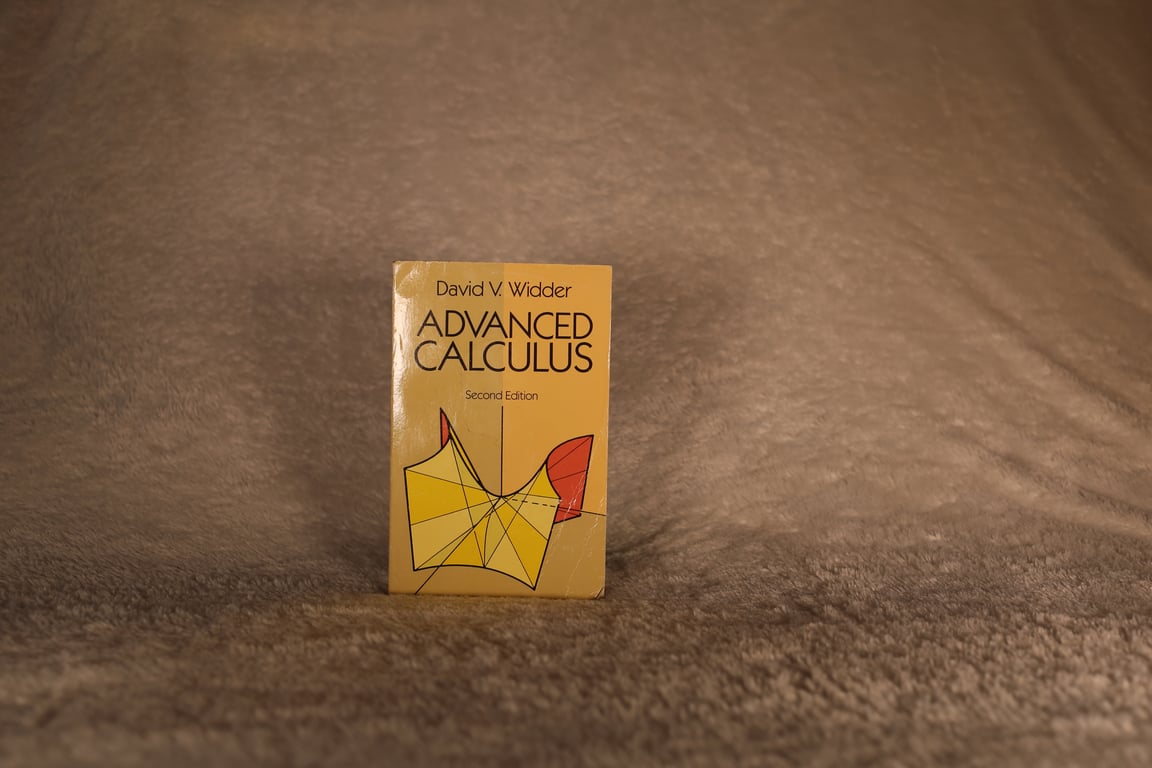 David V. Widder
ADVANCED
CALCULUS
Second Edition